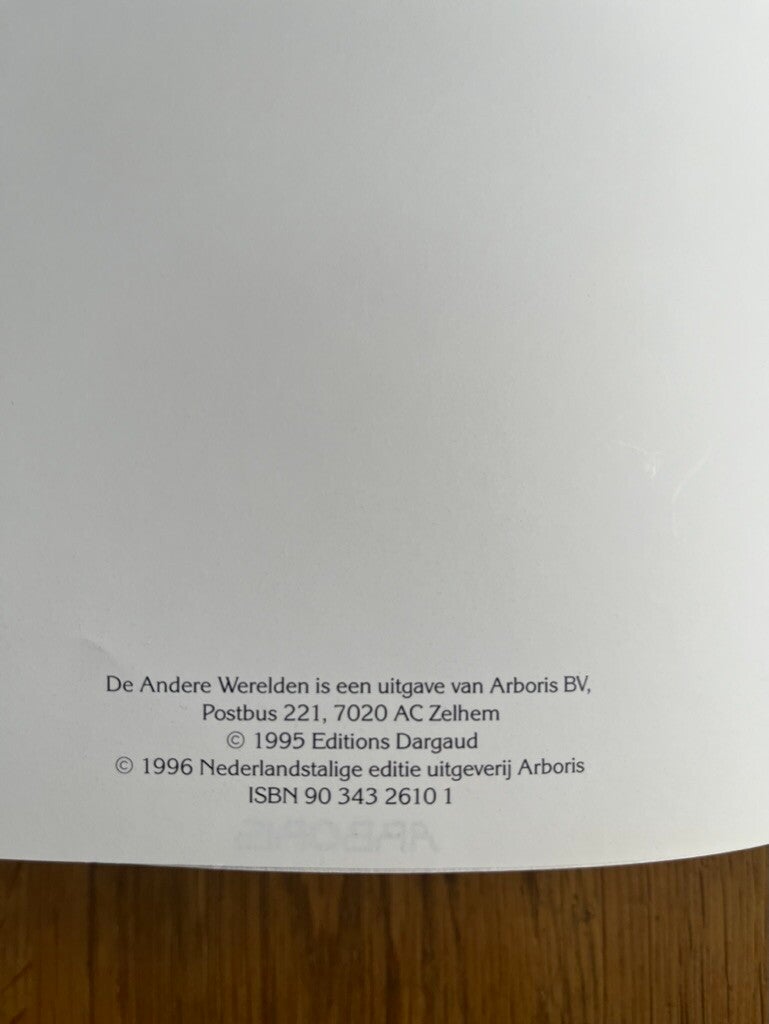 De Andere Werelden is een uitgave van Arboris BV,
Postbus 221, 7020 AC Zelhem
© 1995 Editions Dargaud
© 1996 Nederlandstalige editie uitgeverij Arboris
ISBN 90 343 2610 1
ARBORIS